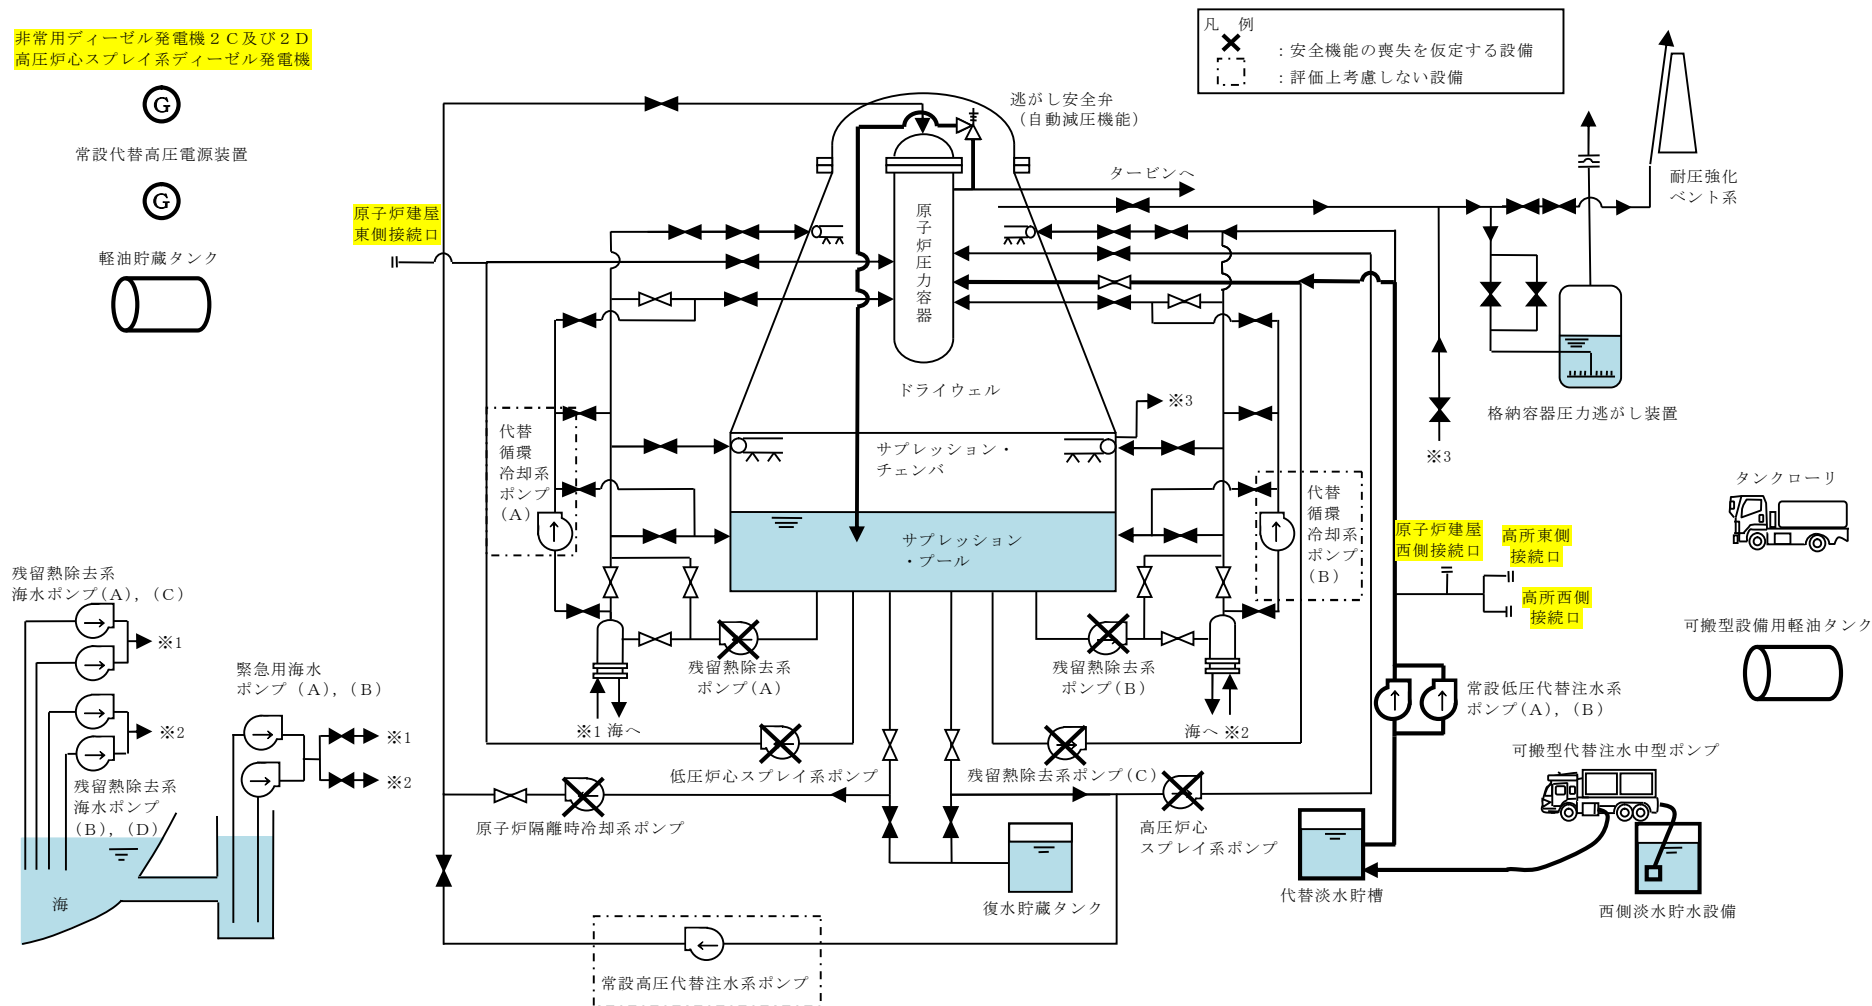 非常用ディーゼル発電機２C及び２D
高圧炉心スプレイ系ディーゼル発電機
G
常設代替高圧電源装置
G
軽油貯蔵タンク
原子炉建屋
東側接続口
凡　例
：安全機能の喪失を仮定する設備
：評価上考慮しない設備
逃がし安全弁
（自動減圧機能）
タービンへ
耐圧強化
ベント系
原子炉圧力容器
ドライウェル
※3
格納容器圧力逃がし装置
※3
代替
循環
冷却系
ポンプ
(A)
サプレッション・
チェンバ
サプレッション
・プール
代替
循環
冷却系
ポンプ
(B)
原子炉建屋
西側接続口
高所東側
接続口
高所西側
接続口
タンクローリ
可搬型設備用軽油タンク
残留熱除去系
海水ポンプ(A)，(C)
※1
※2
残留熱除去系
海水ポンプ
(B)，(D)
海
緊急用海水
ポンプ（A），（B）
※1
※2
残留熱除去系
ポンプ(A)
残留熱除去系
ポンプ(B)
※1 海へ
海へ ※2
低圧炉心スプレイ系ポンプ
残留熱除去系ポンプ(C)
原子炉隔離時冷却系ポンプ
高圧炉心
スプレイ系ポンプ
常設低圧代替注水系
ポンプ(A)，(B)
可搬型代替注水中型ポンプ
復水貯蔵タンク
代替淡水貯槽
西側淡水貯水設備
常設高圧代替注水系ポンプ